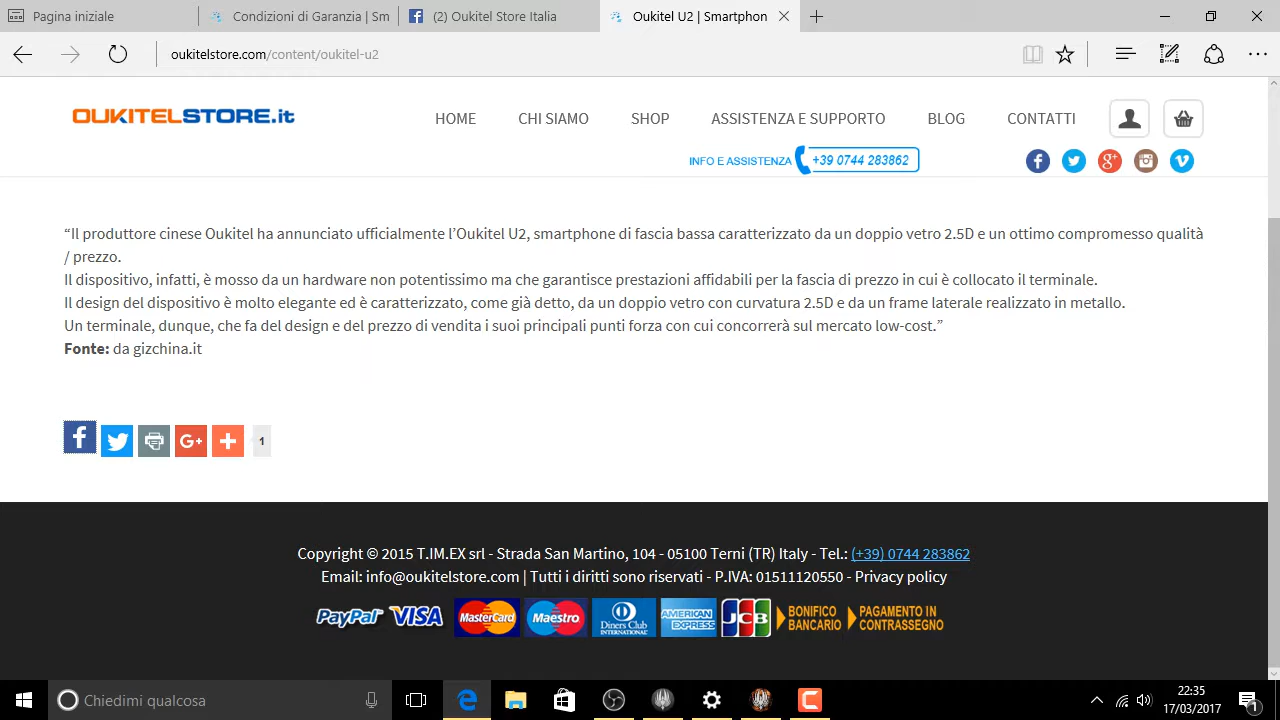 Pagina iniziale
Condizioni di Garanzia | Sm
(2) Oukitel Store Italia
Oukitel U2 | Smartphon
oukitelstore.com/content/oukitel-u2
OUKITELSTORE.it
HOME CHI SIAMO SHOP ASSISTENZA E SUPPORTO BLOG CONTATTI
INFO E ASSISTENZA +39 0744 283862
“Il produttore cinese Oukitel ha annunciato ufficialmente l’Oukitel U2, smartphone di fascia bassa caratterizzato da un doppio vetro 2.5D e un ottimo compromesso qualità
/ prezzo.
Il dispositivo, infatti, è mosso da un hardware non potentissimo ma che garantisce prestazioni affidabili per la fascia di prezzo in cui è collocato il terminale.
Il design del dispositivo è molto elegante ed è caratterizzato, come già detto, da un doppio vetro con curvatura 2.5D e da un frame laterale realizzato in metallo.
Un terminale, dunque, che fa del design e del prezzo di vendita i suoi principali punti forza con cui concorrerà sul mercato low-cost.”
Fonte: da gizchina.it
1
Copyright © 2015 T.IM.EX srl - Strada San Martino, 104 - 05100 Terni (TR) Italy - Tel.: (+39) 0744 283862
Email: info@oukitelstore.com | Tutti i diritti sono riservati - P.IVA: 01511120550 - Privacy policy
PayPal VISA MasterCard Maestro Diners Club INTERNATIONAL AMERICAN EXPRESS JCB BONIFICO BANCARIO PAGAMENTO IN CONTRASSEGNO
Chiedimi qualcosa
22:35
17/03/2017
1